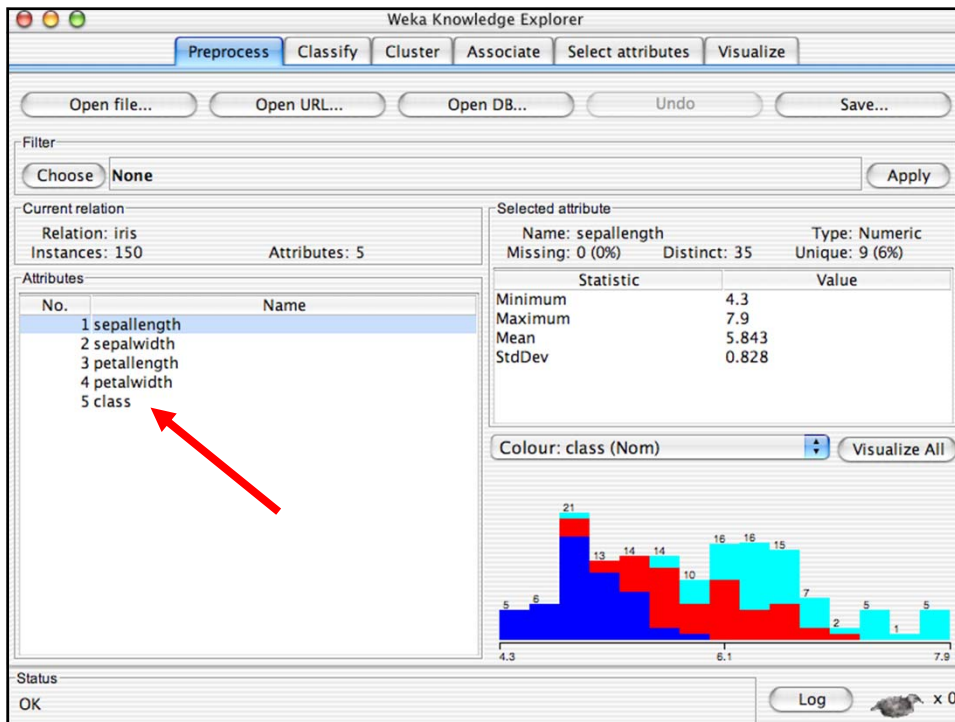 Weka Knowledge Explorer
Preprocess Classify Cluster Associate Select attributes Visualize
Open file... Open URL... Open DB... Undo Save...
Filter
Choose None Apply
Current relation
Relation: iris
Instances: 150 Attributes: 5
Attributes
No. Name
1 sepallength
2 sepalwidth
3 petallength
4 petalwidth
5 class
Selected attribute
Name: sepallength Type: Numeric
Missing: 0 (0%) Distinct: 35 Unique: 9 (6%)
Statistic Value
Minimum 4.3
Maximum 7.9
Mean 5.843
StdDev 0.828
Colour: class (Nom) Visualize All
21
16 16 15
13 14 14
10
7
5 6 5 5
2 1
4.3 6.1 7.9
Status
OK Log x 0